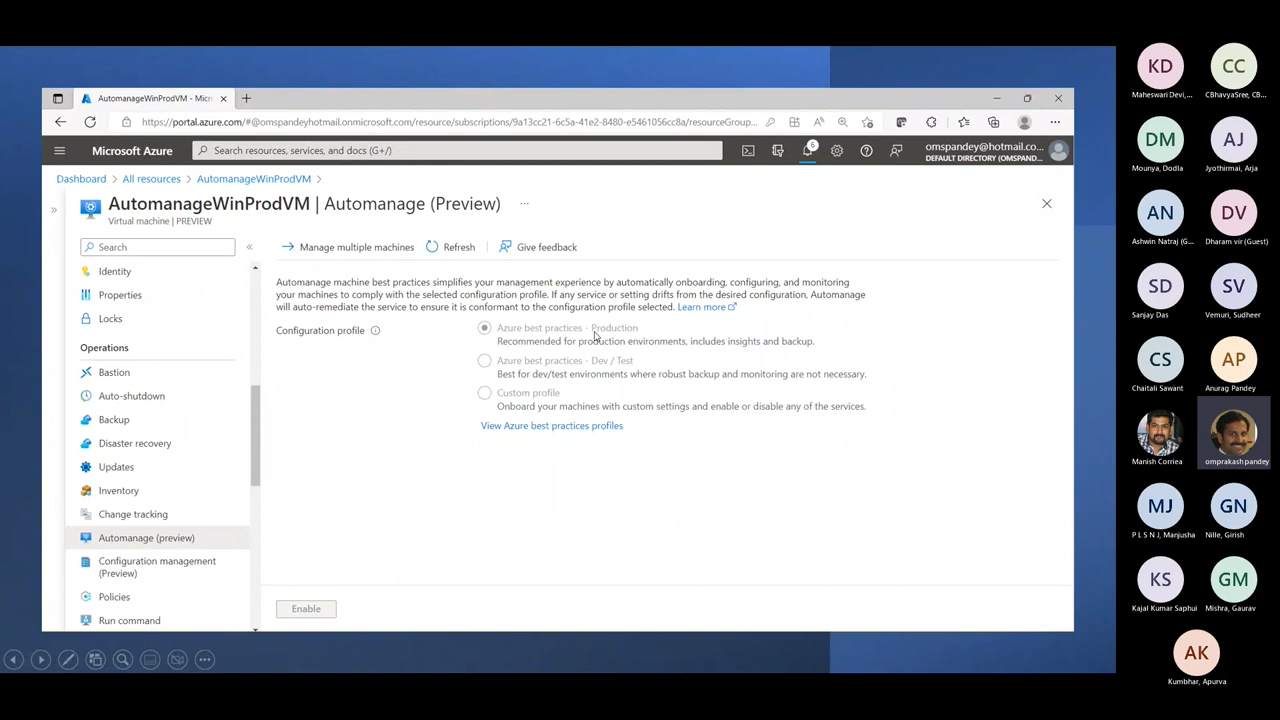 AutomanageWinProdVM - Micr
https://portal.azure.com/#@omspandeyhotmail.onmicrosoft.com/resource/subscriptions/9a13cc21-6c5a-41e2-8480-e5461056cc8a/resourceGroup...
Microsoft Azure
Search resources, services, and docs (G+/)
6
omspandey@hotmail.co...
DEFAULT DIRECTORY (OMSPAND...
Dashboard > All resources > AutomanageWinProdVM >
AutomanageWinProdVM | Automanage (Preview) ...
Virtual machine | PREVIEW
Search
Manage multiple machines
Refresh
Give feedback
Identity
Properties
Locks
Operations
Bastion
Auto-shutdown
Backup
Disaster recovery
Updates
Inventory
Change tracking
Automanage (preview)
Configuration management
(Preview)
Policies
Run command
Automanage machine best practices simplifies your management experience by automatically onboarding, configuring, and monitoring
your machines to comply with the selected configuration profile. If any service or setting drifts from the desired configuration, Automanage
will auto-remediate the service to ensure it is conformant to the configuration profile selected. Learn more
Configuration profile
Azure best practices - Production
Recommended for production environments, includes insights and backup.
Azure best practices - Dev / Test
Best for dev/test environments where robust backup and monitoring are not necessary.
Custom profile
Onboard your machines with custom settings and enable or disable any of the services.
View Azure best practices profiles
Enable
KD
Maheswari Devi,...
CC
CBhavyaSree, CB...
DM
Mounya, Dodla
AJ
Jyothirmai, Arja
AN
Ashwin Natraj (G...
DV
Dharam vir (Guest)
SD
Sanjay Das
SV
Vemuri, Sudheer
CS
Chaitali Sawant
AP
Anurag Pandey
Manish Corriea
omprakash pandey
MJ
P L S N J, Manjusha
GN
Nille, Girish
KS
Kajal Kumar Saphui
GM
Mishra, Gaurav
AK
Kumbhar, Apurva